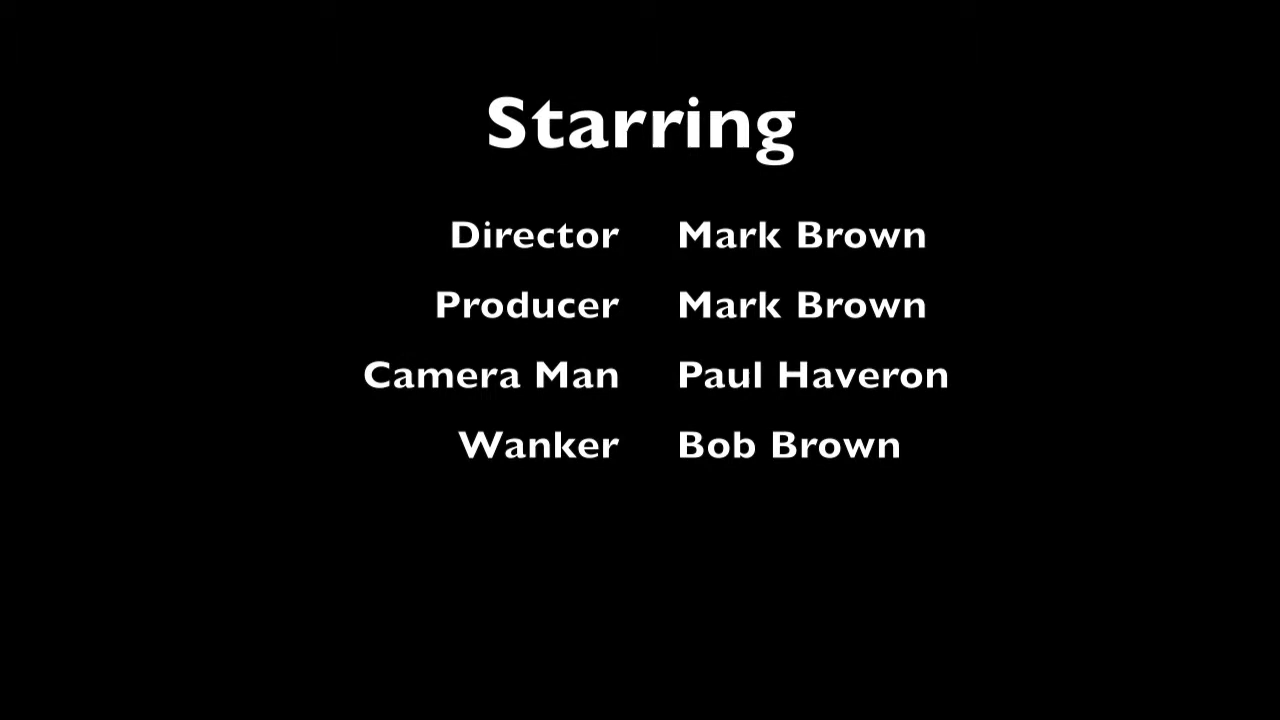 Starring
Director Mark Brown
Producer Mark Brown
Camera Man Paul Haveron
Wanker Bob Brown